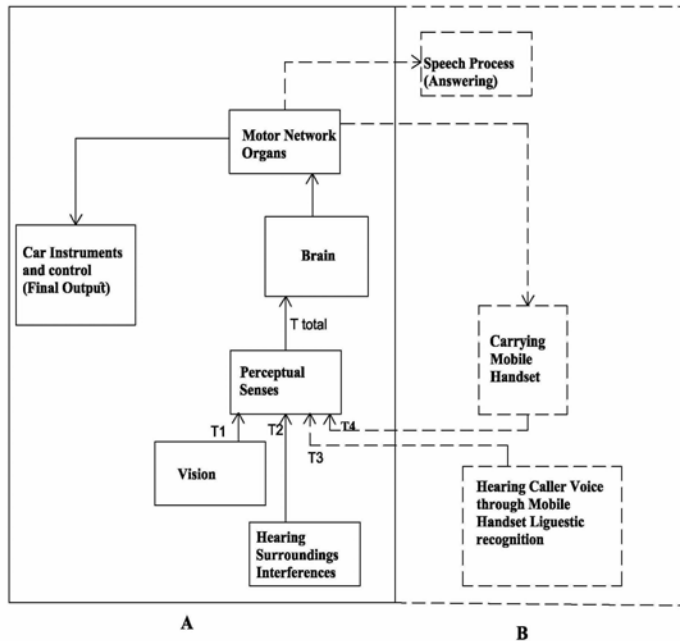 Speech Process
(Answering)
Motor Network
Organs
Car Instruments
and control
(Final Output)
Brain
T total
Carrying
Mobile
Handset
Perceptual
Senses
T1
T2
T3
T4
Vision
Hearing Caller Voice
through Mobile
Handset Liguestic
recognition
Hearing
Surroundings
Interferences
A
B